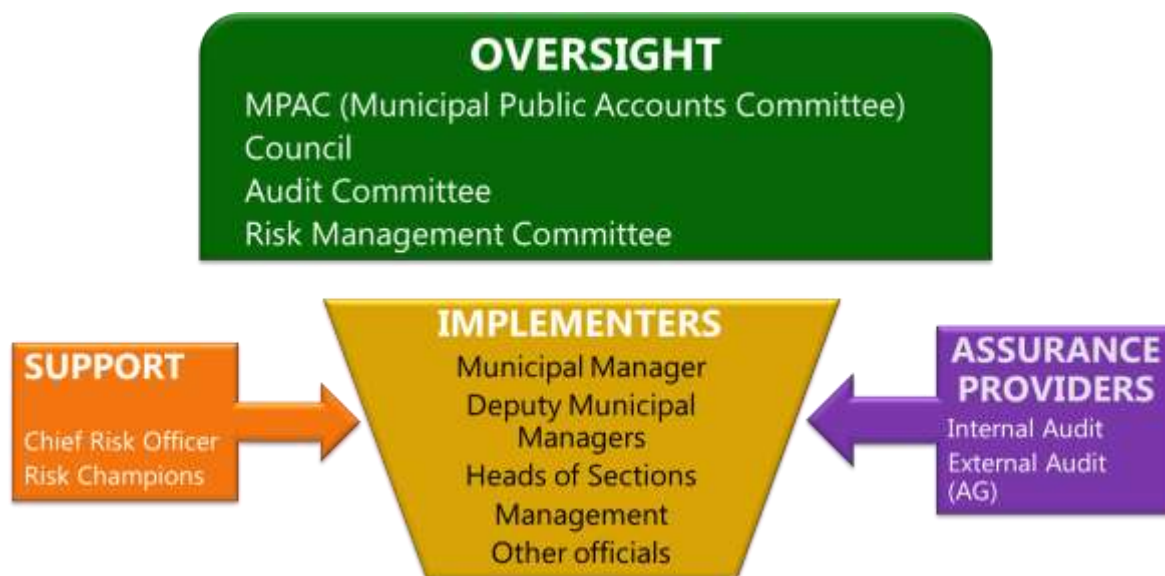 OVERSIGHT
MPAC (Municipal Public Accounts Committee)
Council
Audit Committee
Risk Management Committee
SUPPORT
Chief Risk Officer
Risk Champions
IMPLEMENTERS
Municipal Manager
Deputy Municipal
Managers
Heads of Sections
Management
Other officials
ASSURANCE
PROVIDERS
Internal Audit
External Audit
(AG)